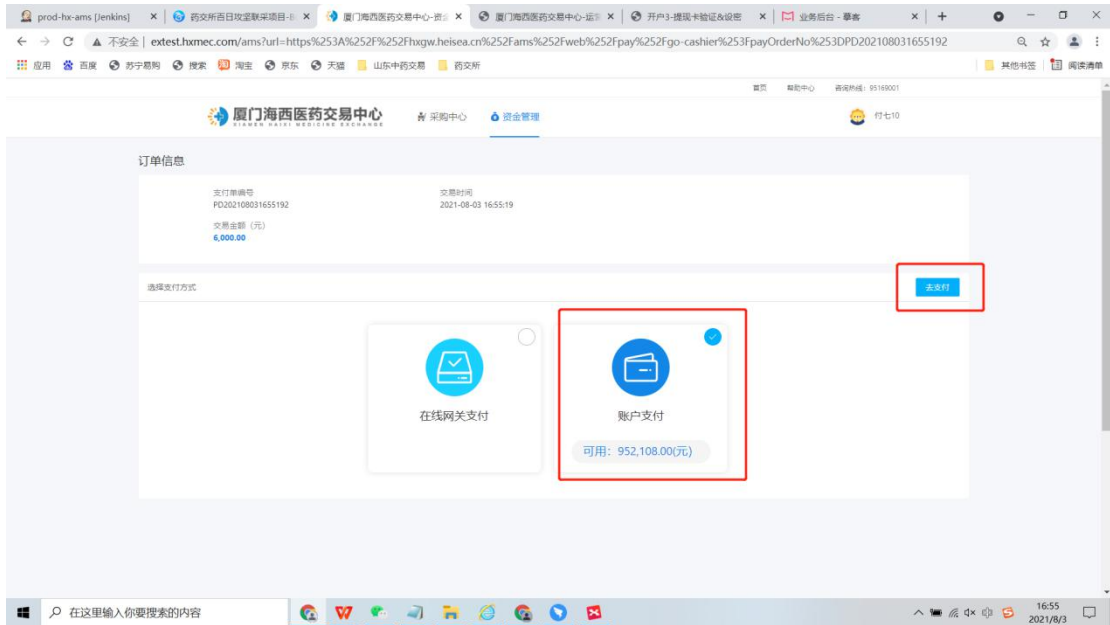 prod-hx-ams [Jenkins]
药交所百日攻坚联采项目-
厦门海西医药交易中心-资
厦门海西医药交易中心-运
开户3-提现卡验证&设密
业务后台 - 摹客
不安全 | extest.hxmec.com/ams?url=https%253A%252F%252Fhxgw.heisea.cn%252Fams%252Fweb%252Fpay%252Fgo-cashier%253FpayOrderNo%253DPD202108031655192
应用 百度 苏宁易购 搜索 淘宝 京东 天猫 山东中药交易 药交所 其他书签 阅读清单
首页 帮助中心 咨询热线：95169001
厦门海西医药交易中心 采购中心 资金管理 付七10
XIAMEN HAIXI MEDICINE EXCHANGE
订单信息
支付单编号 交易时间
PD202108031655192 2021-08-03 16:55:19
交易金额（元）
6,000.00
选择支付方式 去支付
在线网关支付 账户支付
可用：952,108.00(元)
在这里输入你要搜索的内容
16:55
2021/8/3